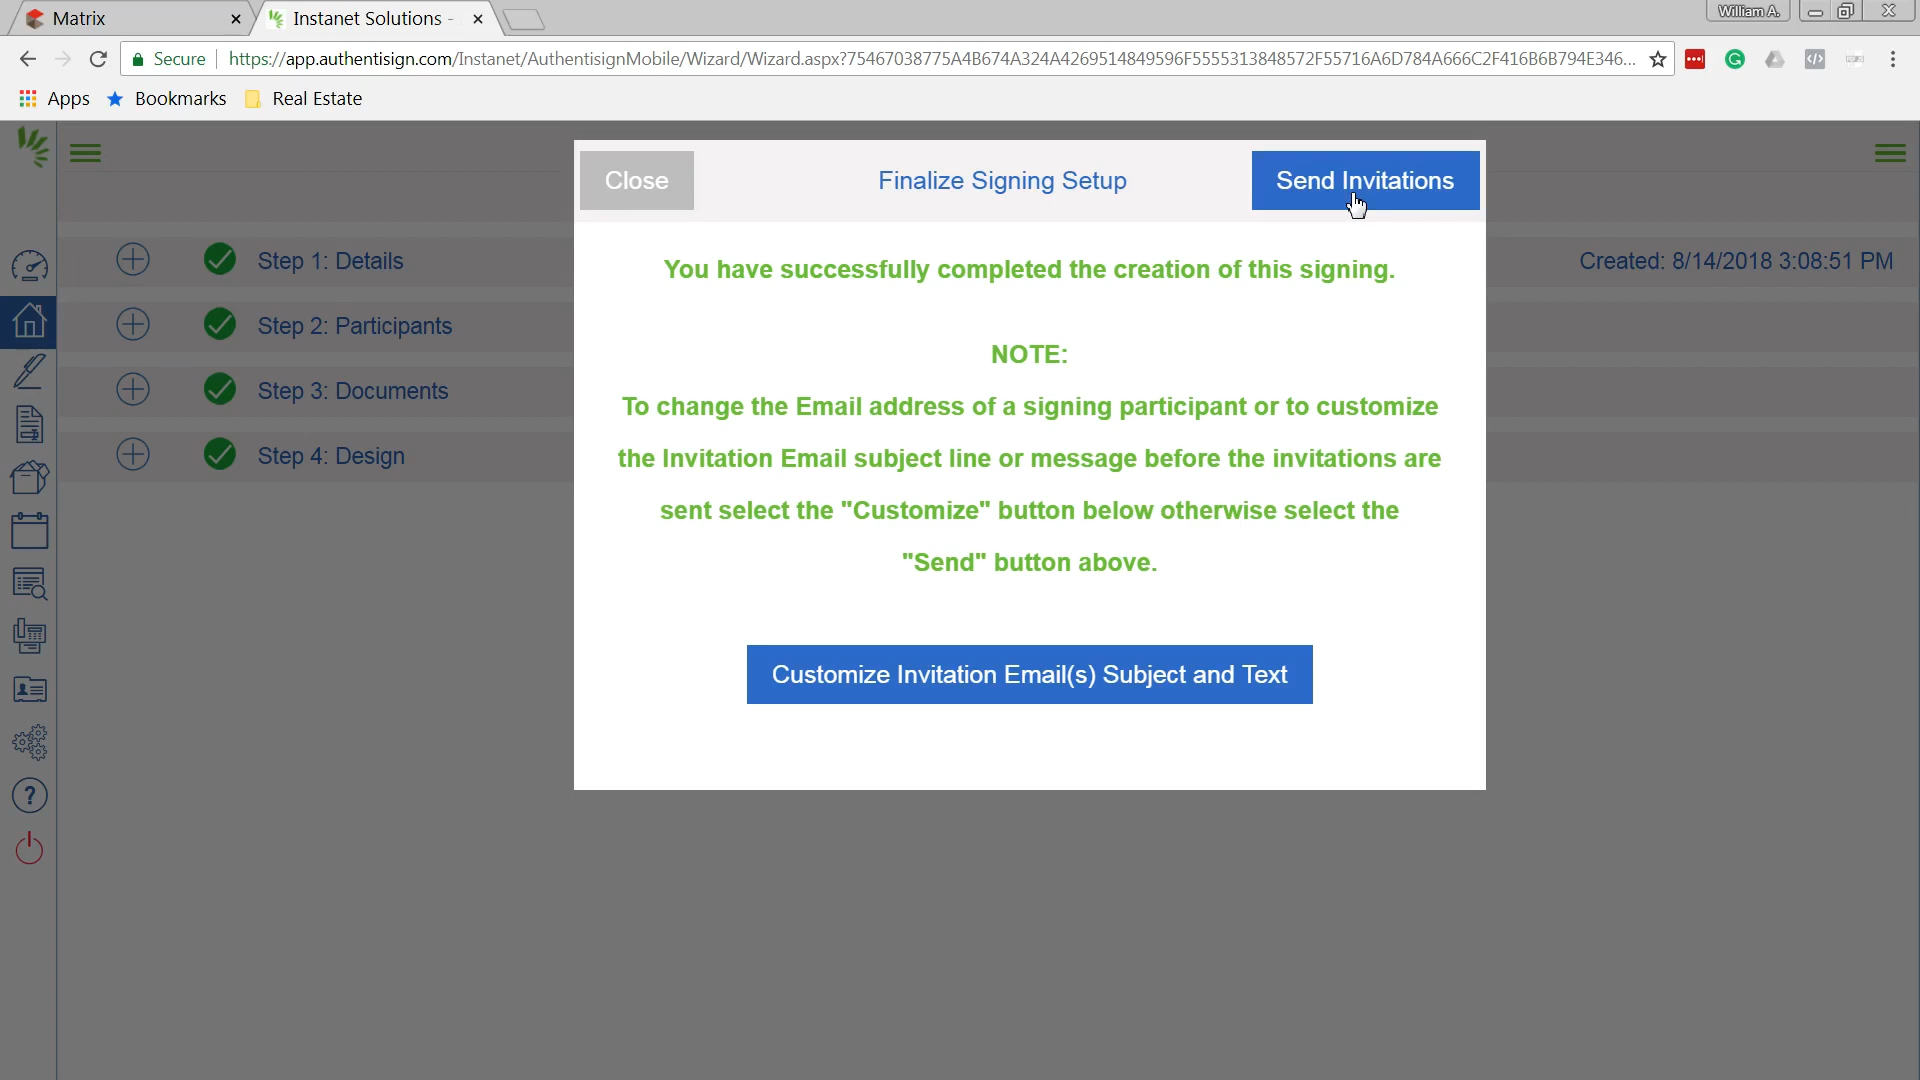 Matrix
Instanet Solutions -
William A.
Secure
https://app.authentisign.com/Instanet/AuthentisignMobile/Wizard/Wizard.aspx?75467038775A4B674A324A4269514849596F5555313848572F55716A6D784A666C2F416B6B794E346...
Apps
Bookmarks
Real Estate
Close
Finalize Signing Setup
Send Invitations
Step 1: Details
Created: 8/14/2018 3:08:51 PM
Step 2: Participants
Step 3: Documents
Step 4: Design
You have successfully completed the creation of this signing.
NOTE:
To change the Email address of a signing participant or to customize
the Invitation Email subject line or message before the invitations are
sent select the "Customize" button below otherwise select the
"Send" button above.
Customize Invitation Email(s) Subject and Text